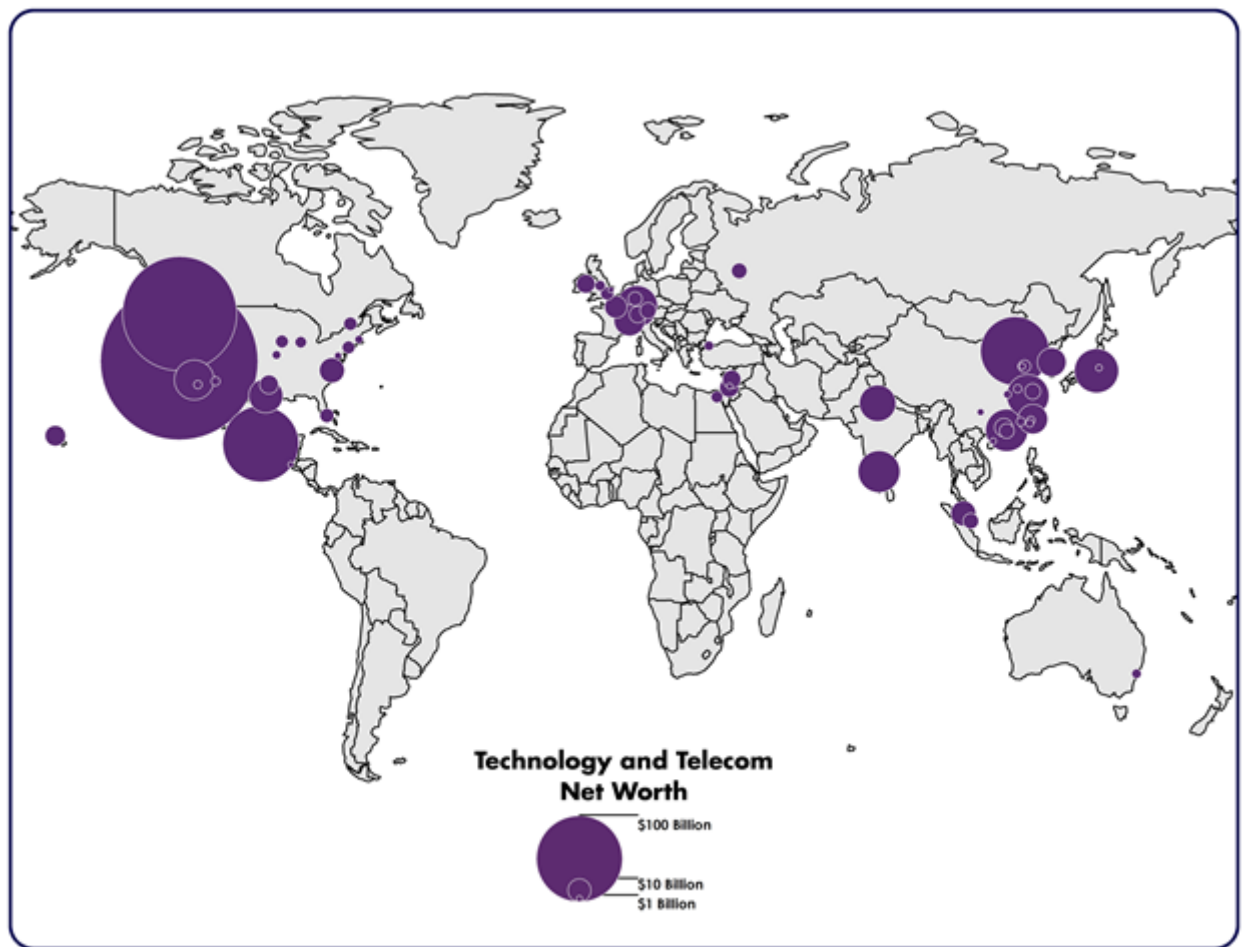 Technology and Telecom
Net Worth
$100 Billion
$10 Billion
$1 Billion